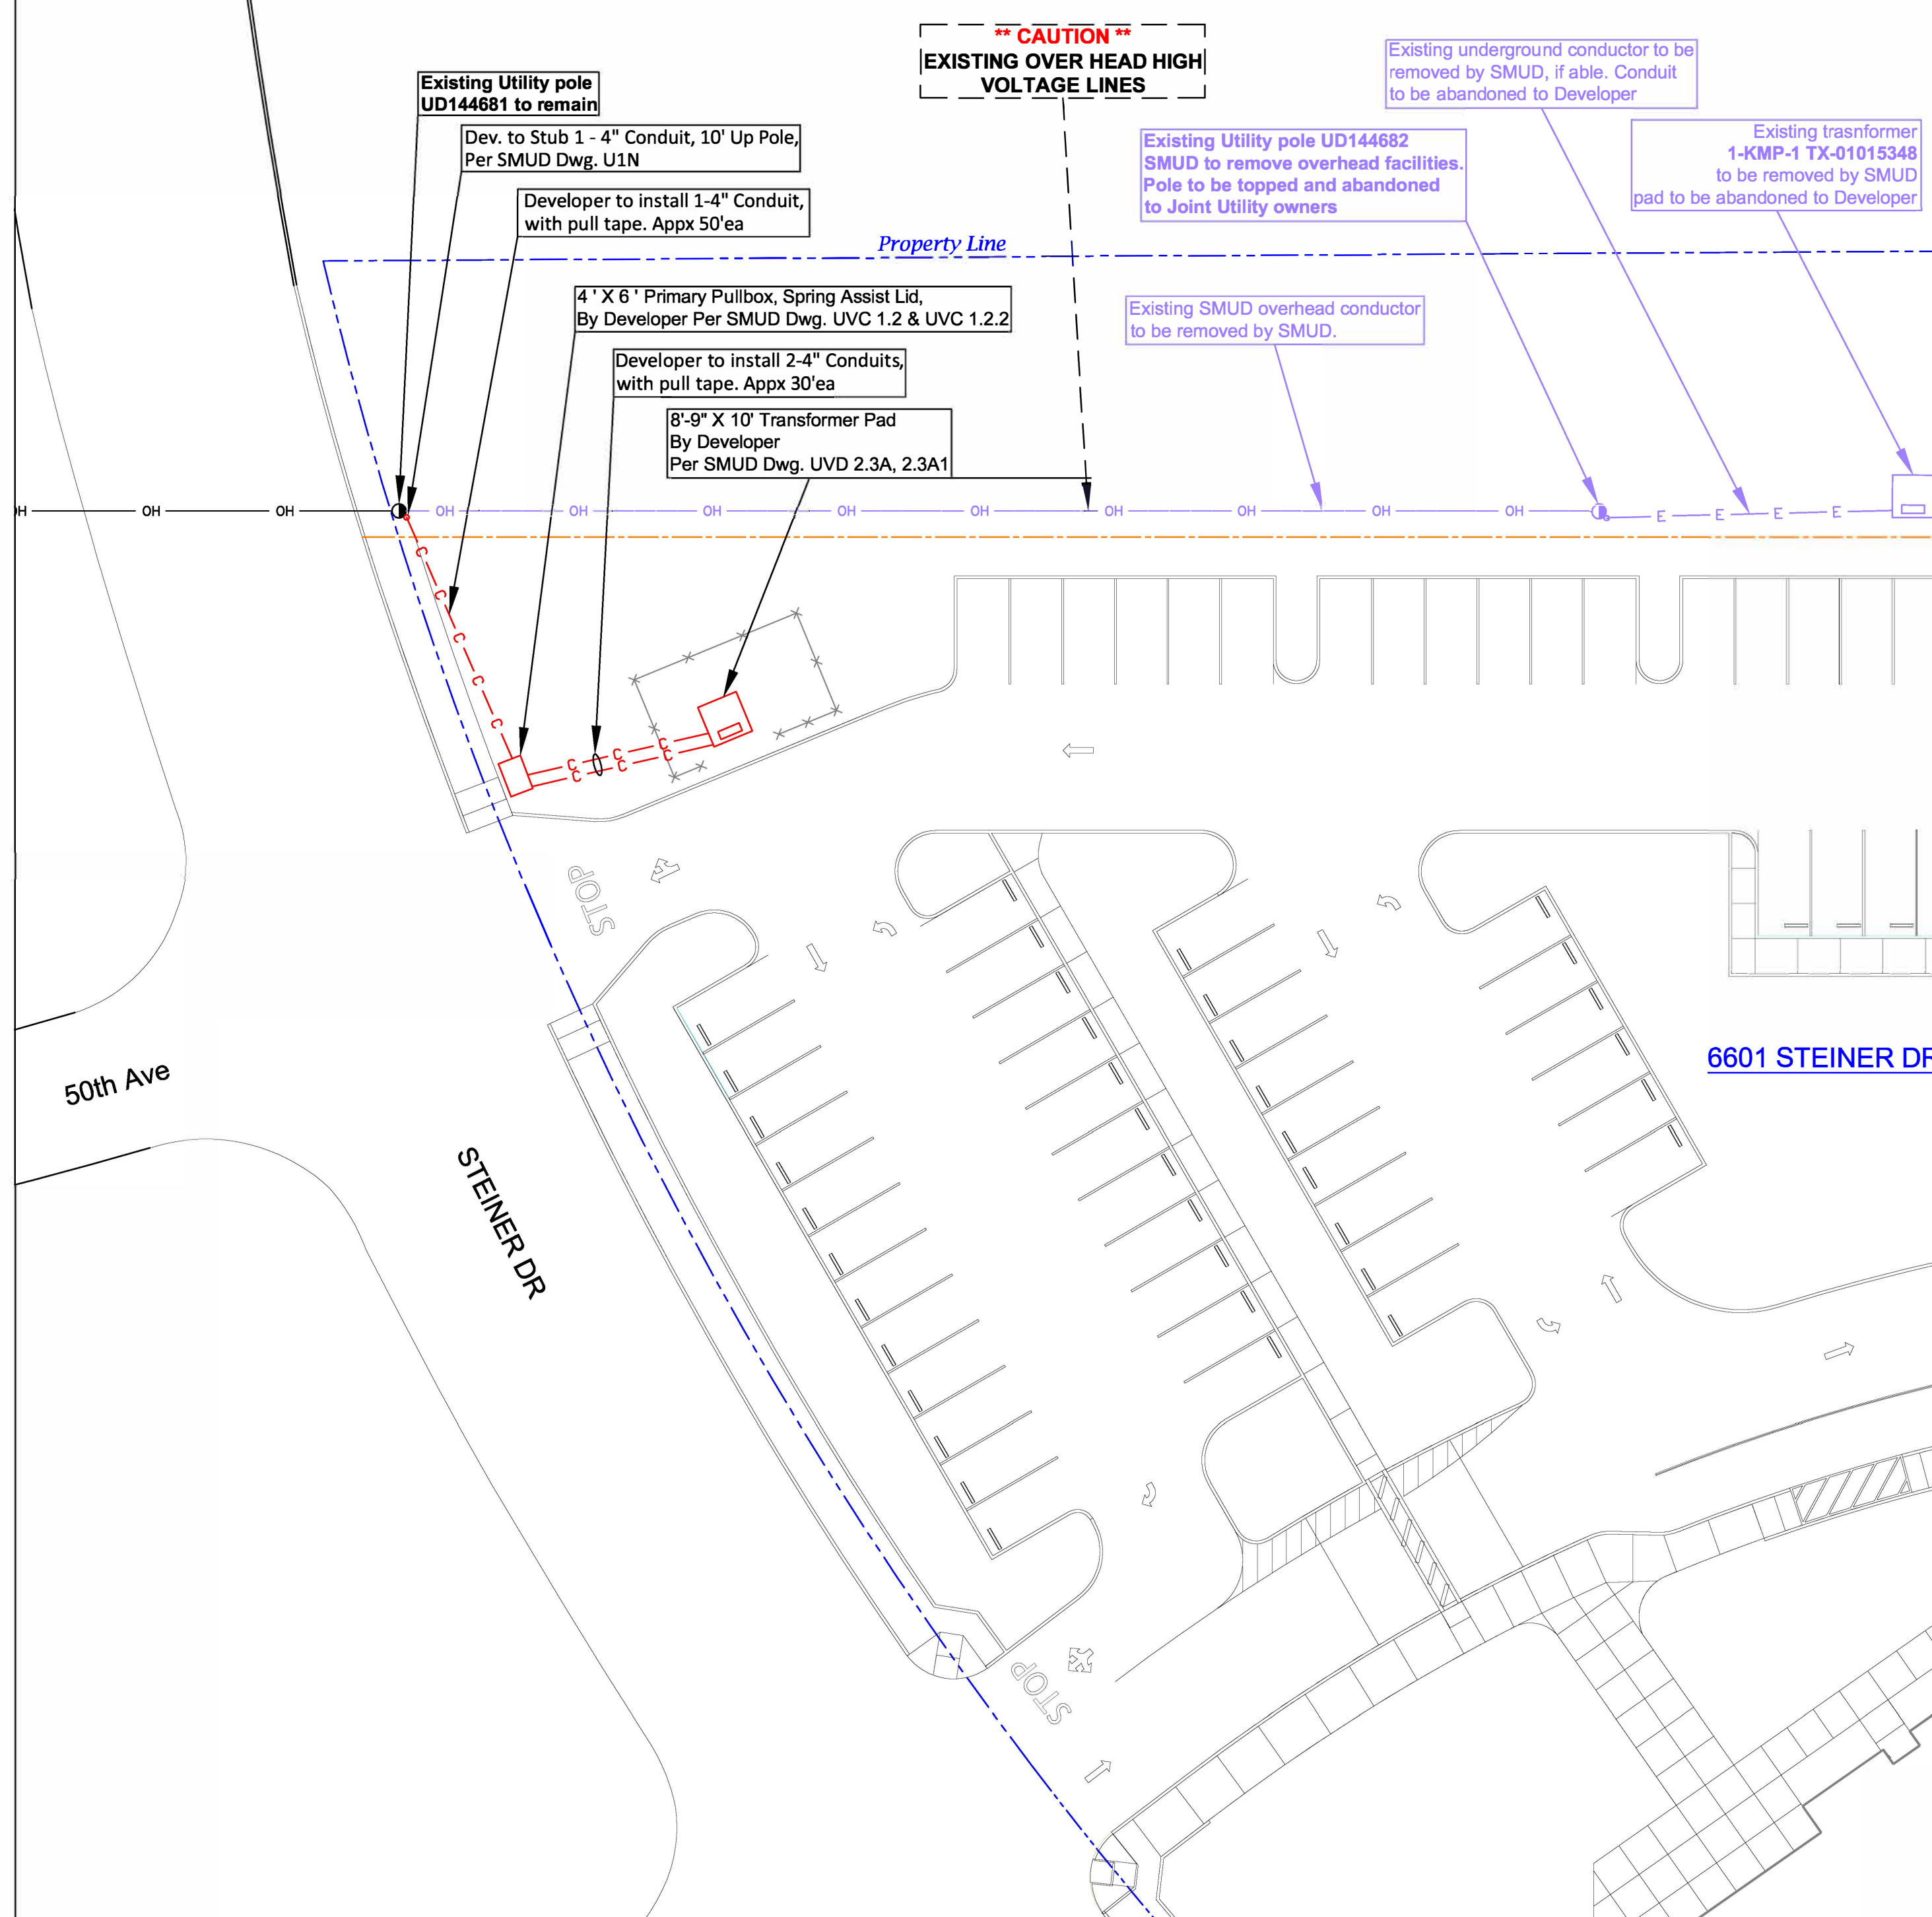 ** CAUTION **
EXISTING OVER HEAD HIGH
VOLTAGE LINES
Existing underground conductor to be
removed by SMUD, if able. Conduit
to be abandoned to Developer
Existing Utility pole
UD144681 to remain
Dev. to Stub 1 - 4" Conduit, 10' Up Pole,
Per SMUD Dwg. U1N
Existing Utility pole UD144682
SMUD to remove overhead facilities.
Pole to be topped and abandoned
to Joint Utility owners
Existing trasnformer
1-KMP-1 TX-01015348
to be removed by SMUD
pad to be abandoned to Developer
Developer to install 1-4" Conduit,
with pull tape. Appx 50'ea
Property Line
4 ' X 6 ' Primary Pullbox, Spring Assist Lid,
By Developer Per SMUD Dwg. UVC 1.2 & UVC 1.2.2
Existing SMUD overhead conductor
to be removed by SMUD.
Developer to install 2-4" Conduits,
with pull tape. Appx 30'ea
8'-9" X 10' Transformer Pad
By Developer
Per SMUD Dwg. UVD 2.3A, 2.3A1
OH OH OH OH OH OH OH OH OH OH OH E E E E
C
C
C
C
C
C C C
C C C
STOP
6601 STEINER DR
50th Ave
STEINER DR
STOP